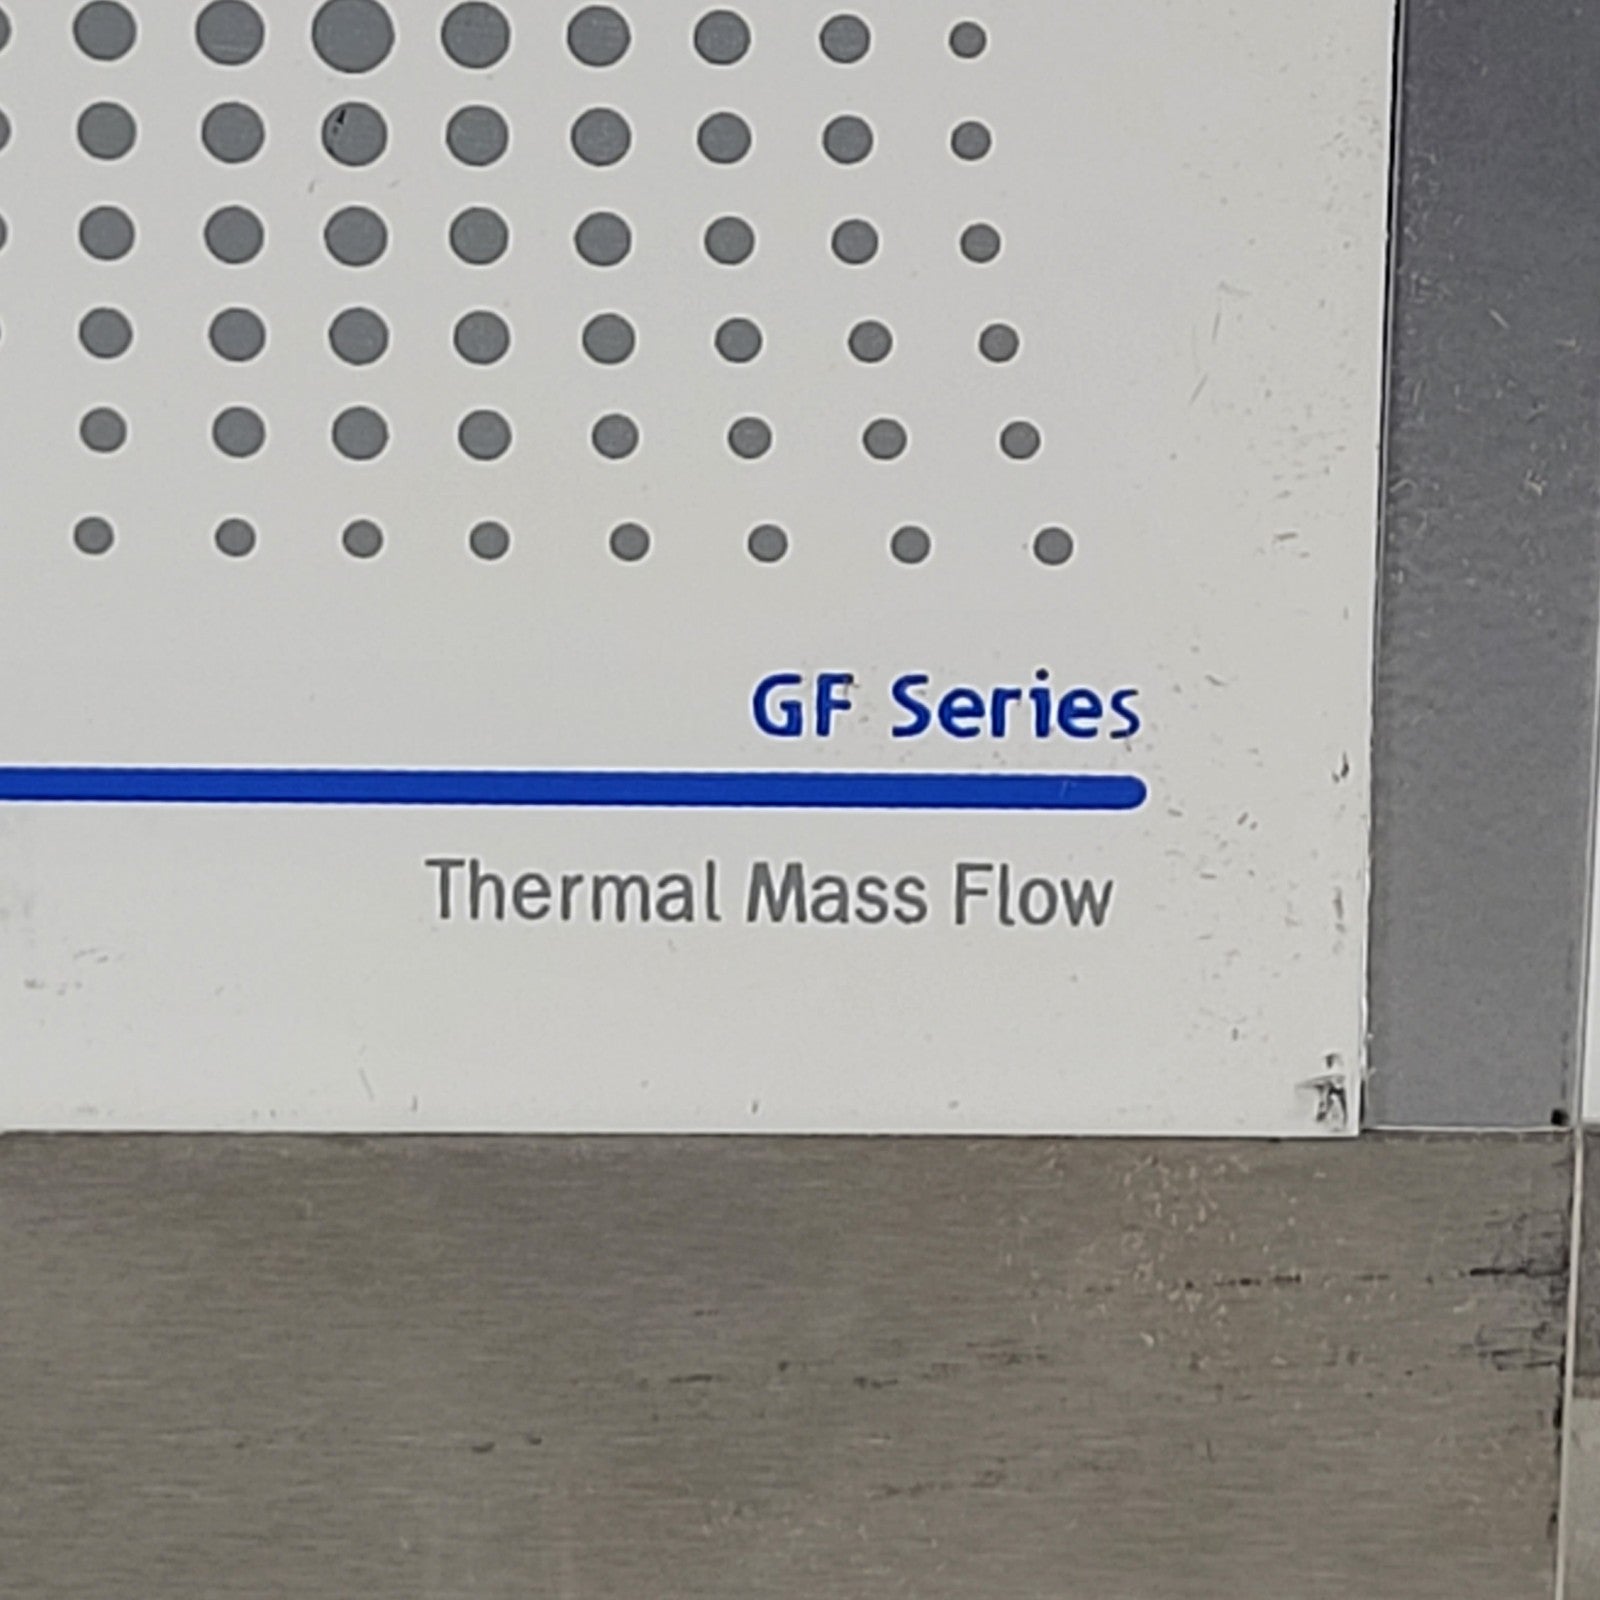 GF Series
Thermal Mass Flow